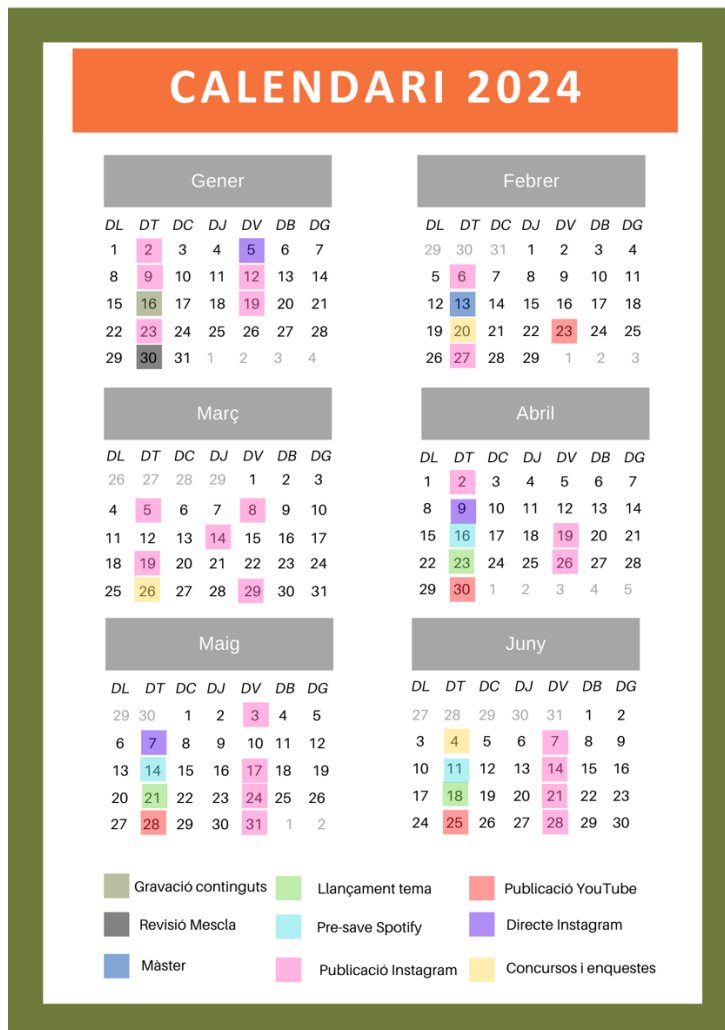 CALENDARI 2024
Gener
DL DT DC DJ DV DB DG
1 2 3 4 5 6 7
8 9 10 11 12 13 14
15 16 17 18 19 20 21
22 23 24 25 26 27 28
29 30 31 1 2 3 4
Febrer
DL DT DC DJ DV DB DG
29 30 31 1 2 3 4
5 6 7 8 9 10 11
12 13 14 15 16 17 18
19 20 21 22 23 24 25
26 27 28 29 1 2 3
Març
DL DT DC DJ DV DB DG
26 27 28 29 1 2 3
4 5 6 7 8 9 10
11 12 13 14 15 16 17
18 19 20 21 22 23 24
25 26 27 28 29 30 31
Abril
DL DT DC DJ DV DB DG
1 2 3 4 5 6 7
8 9 10 11 12 13 14
15 16 17 18 19 20 21
22 23 24 25 26 27 28
29 30 1 2 3 4 5
Maig
DL DT DC DJ DV DB DG
29 30 1 2 3 4 5
6 7 8 9 10 11 12
13 14 15 16 17 18 19
20 21 22 23 24 25 26
27 28 29 30 31 1 2
Juny
DL DT DC DJ DV DB DG
27 28 29 30 31 1 2
3 4 5 6 7 8 9
10 11 12 13 14 15 16
17 18 19 20 21 22 23
24 25 26 27 28 29 30
Gravació continguts
Llançament tema
Publicació YouTube
Revisió Mescla
Pre-save Spotify
Directe Instagram
Màster
Publicació Instagram
Concursos i enquestes